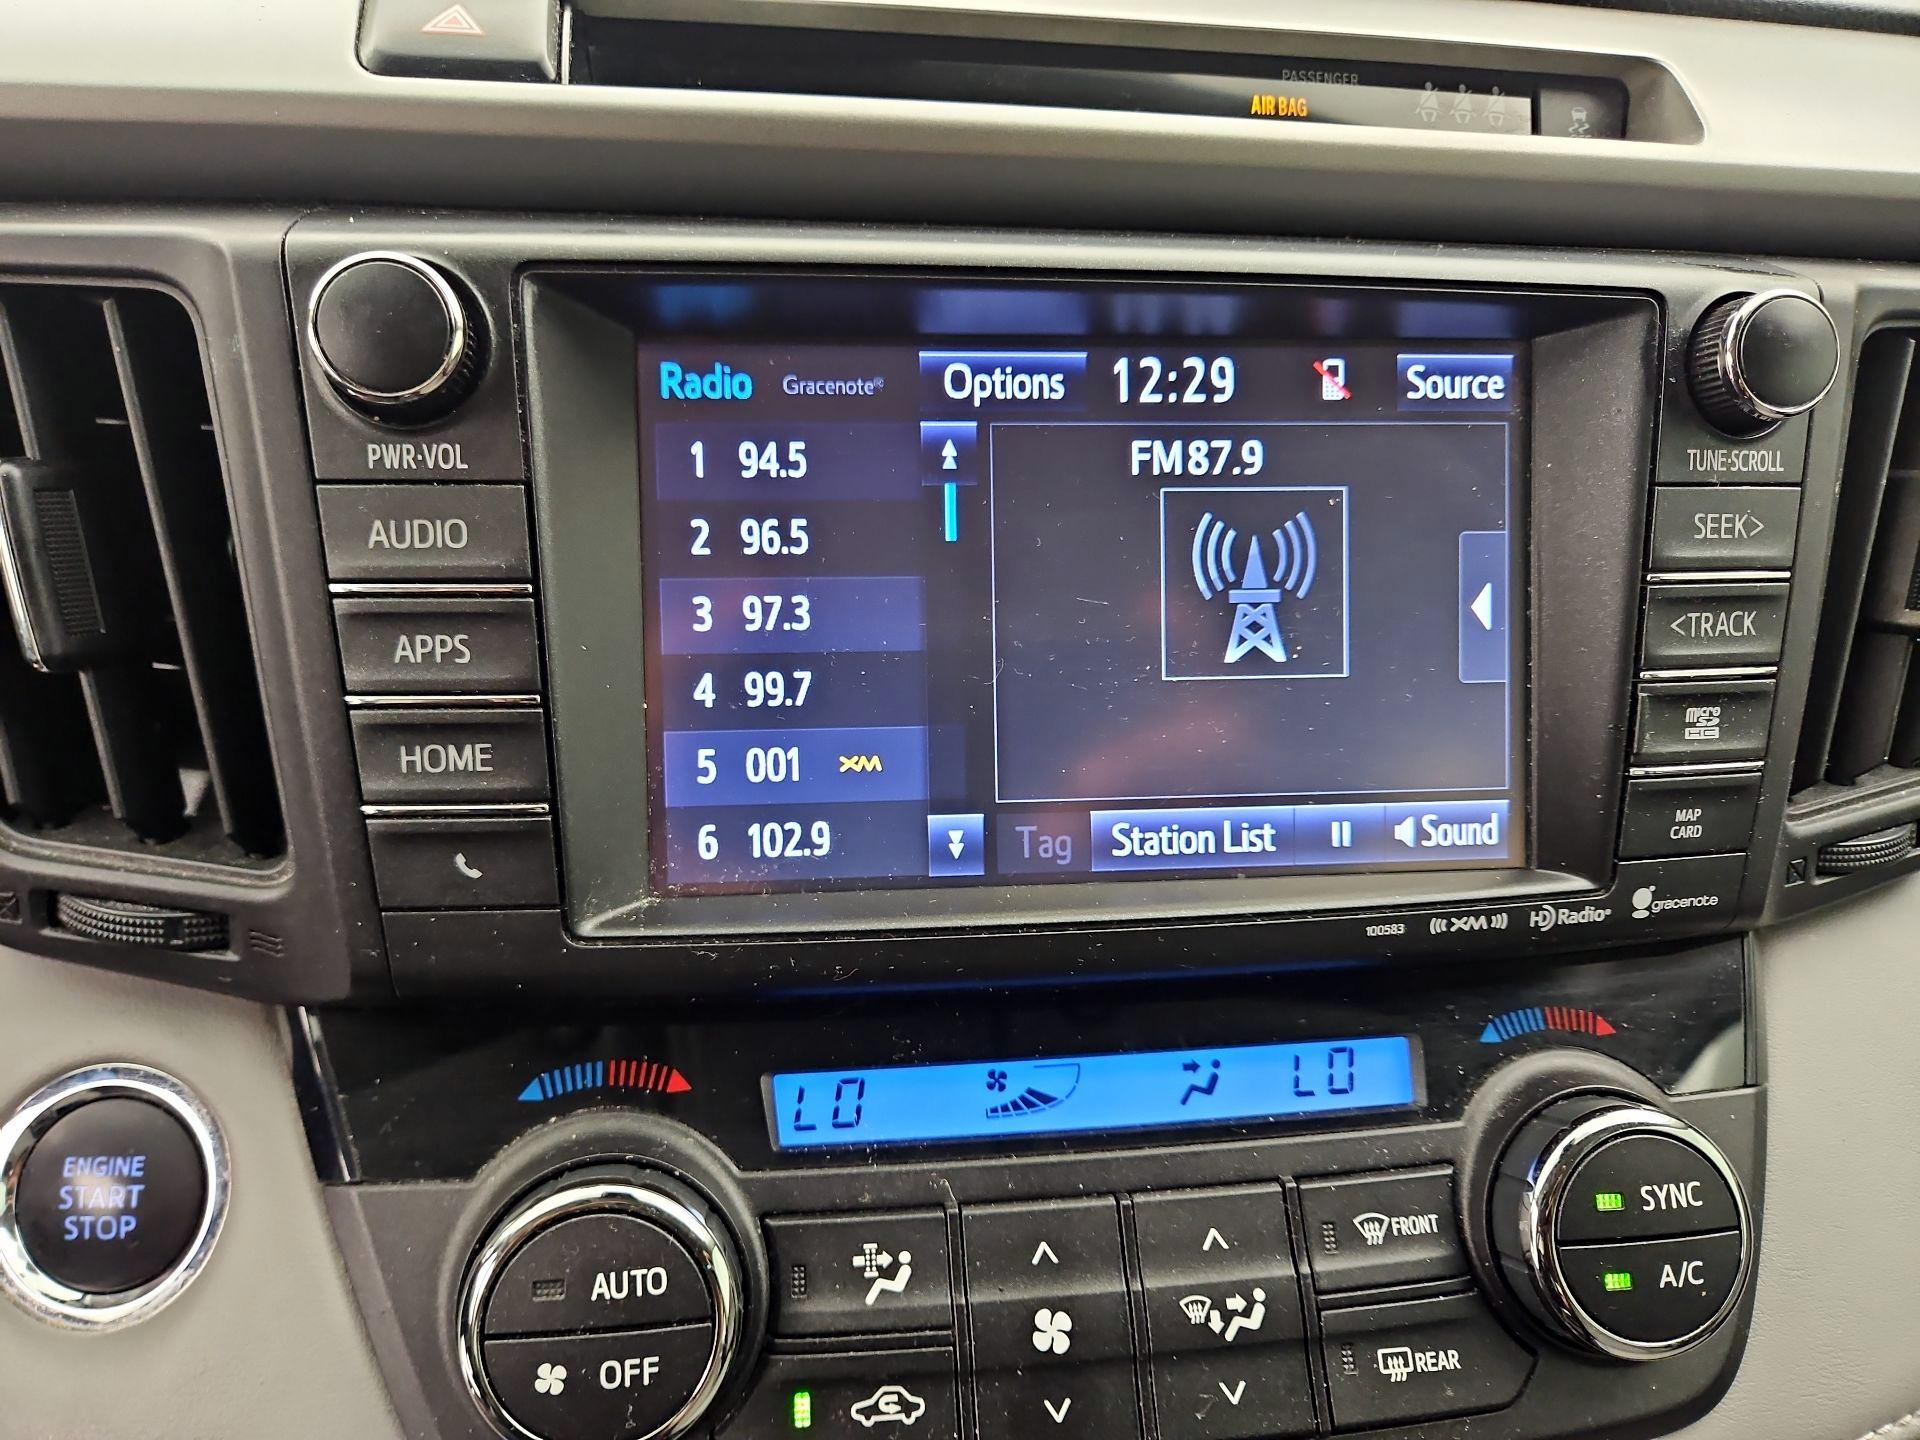 PASSENGER
AIR BAG
PWR·VOL
AUDIO
APPS
HOME
Radio Gracenote® Options 12:29 Source
1 94.5
2 96.5
3 97.3
4 99.7
5 001 XM
6 102.9
FM87.9
Tag Station List Sound
TUNE·SCROLL
SEEK>
<TRACK
micro SD HC
MAP
CARD
100583 ((( XM ))) HD Radio® gracenote
LO LO
ENGINE
START
STOP
AUTO
OFF
FRONT
REAR
SYNC
A/C